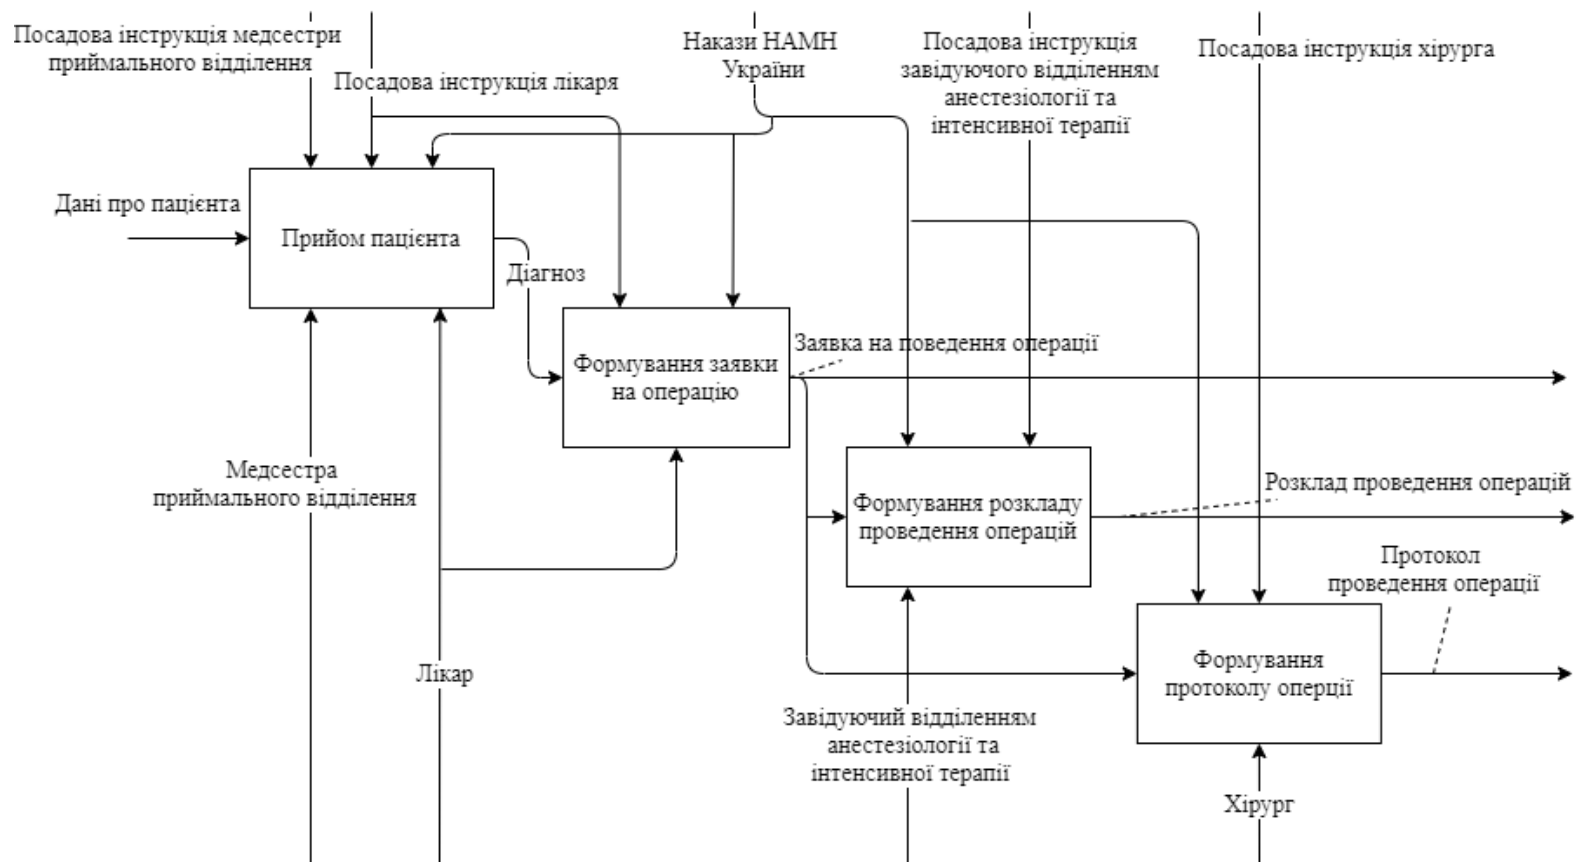 Посадова інструкція медсестри
приймального відділення
Посадова інструкція лікаря
Накази НАМН
України
Посадова інструкція
завідуючого відділенням
анестезіології та
інтенсивної терапії
Посадова інструкція хірурга
Дані про пацієнта
Прийом пацієнта
Діагноз
Формування заявки
на операцію
Заявка на поведення операції
Медсестра
приймального відділення
Формування розкладу
проведення операцій
Розклад проведення операцій
Протокол
проведення операції
Лікар
Формування
протоколу оперції
Завідуючий відділенням
анестезіології та
інтенсивної терапії
Хірург